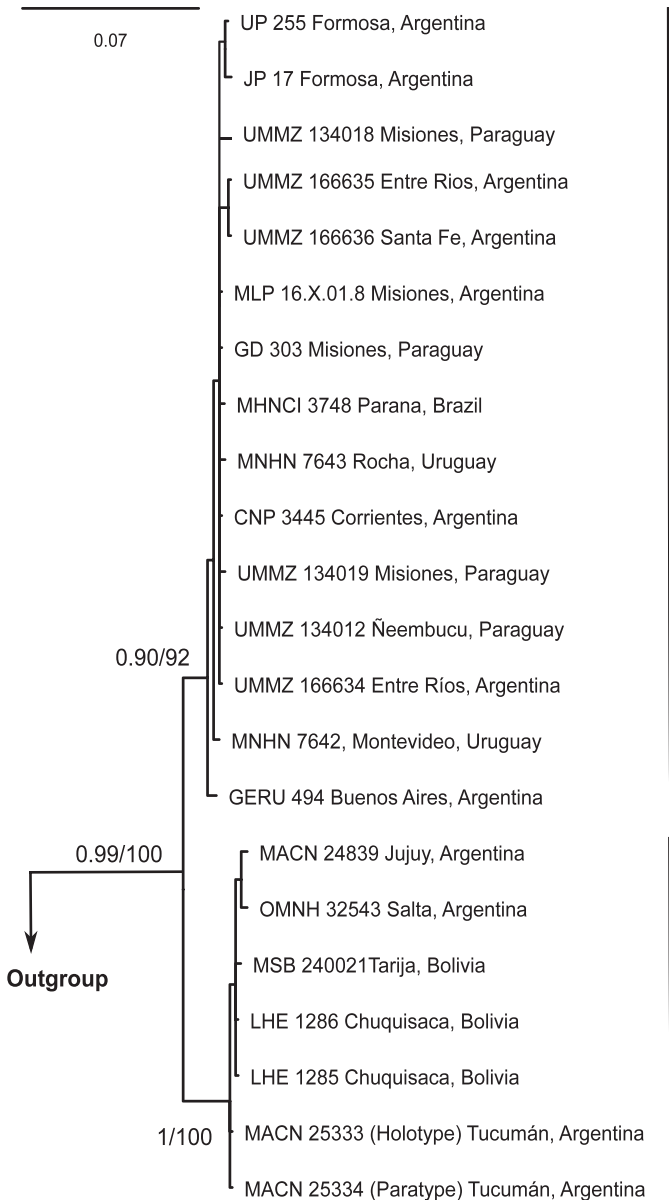 UP 255 Formosa, Argentina
0.07
JP 17 Formosa, Argentina
UMMZ 134018 Misiones, Paraguay
UMMZ 166635 Entre Rios, Argentina
UMMZ 166636 Santa Fe, Argentina
MLP 16.X.01.8 Misiones, Argentina
GD 303 Misiones, Paraguay
MHNCI 3748 Parana, Brazil
MNHN 7643 Rocha, Uruguay
CNP 3445 Corrientes, Argentina
UMMZ 134019 Misiones, Paraguay
UMMZ 134012 Ñeembucu, Paraguay
0.90/92
UMMZ 166634 Entre Ríos, Argentina
MNHN 7642, Montevideo, Uruguay
GERU 494 Buenos Aires, Argentina
0.99/100
MACN 24839 Jujuy, Argentina
OMNH 32543 Salta, Argentina
MSB 240021Tarija, Bolivia
Outgroup
LHE 1286 Chuquisaca, Bolivia
LHE 1285 Chuquisaca, Bolivia
1/100
MACN 25333 (Holotype) Tucumán, Argentina
MACN 25334 (Paratype) Tucumán, Argentina